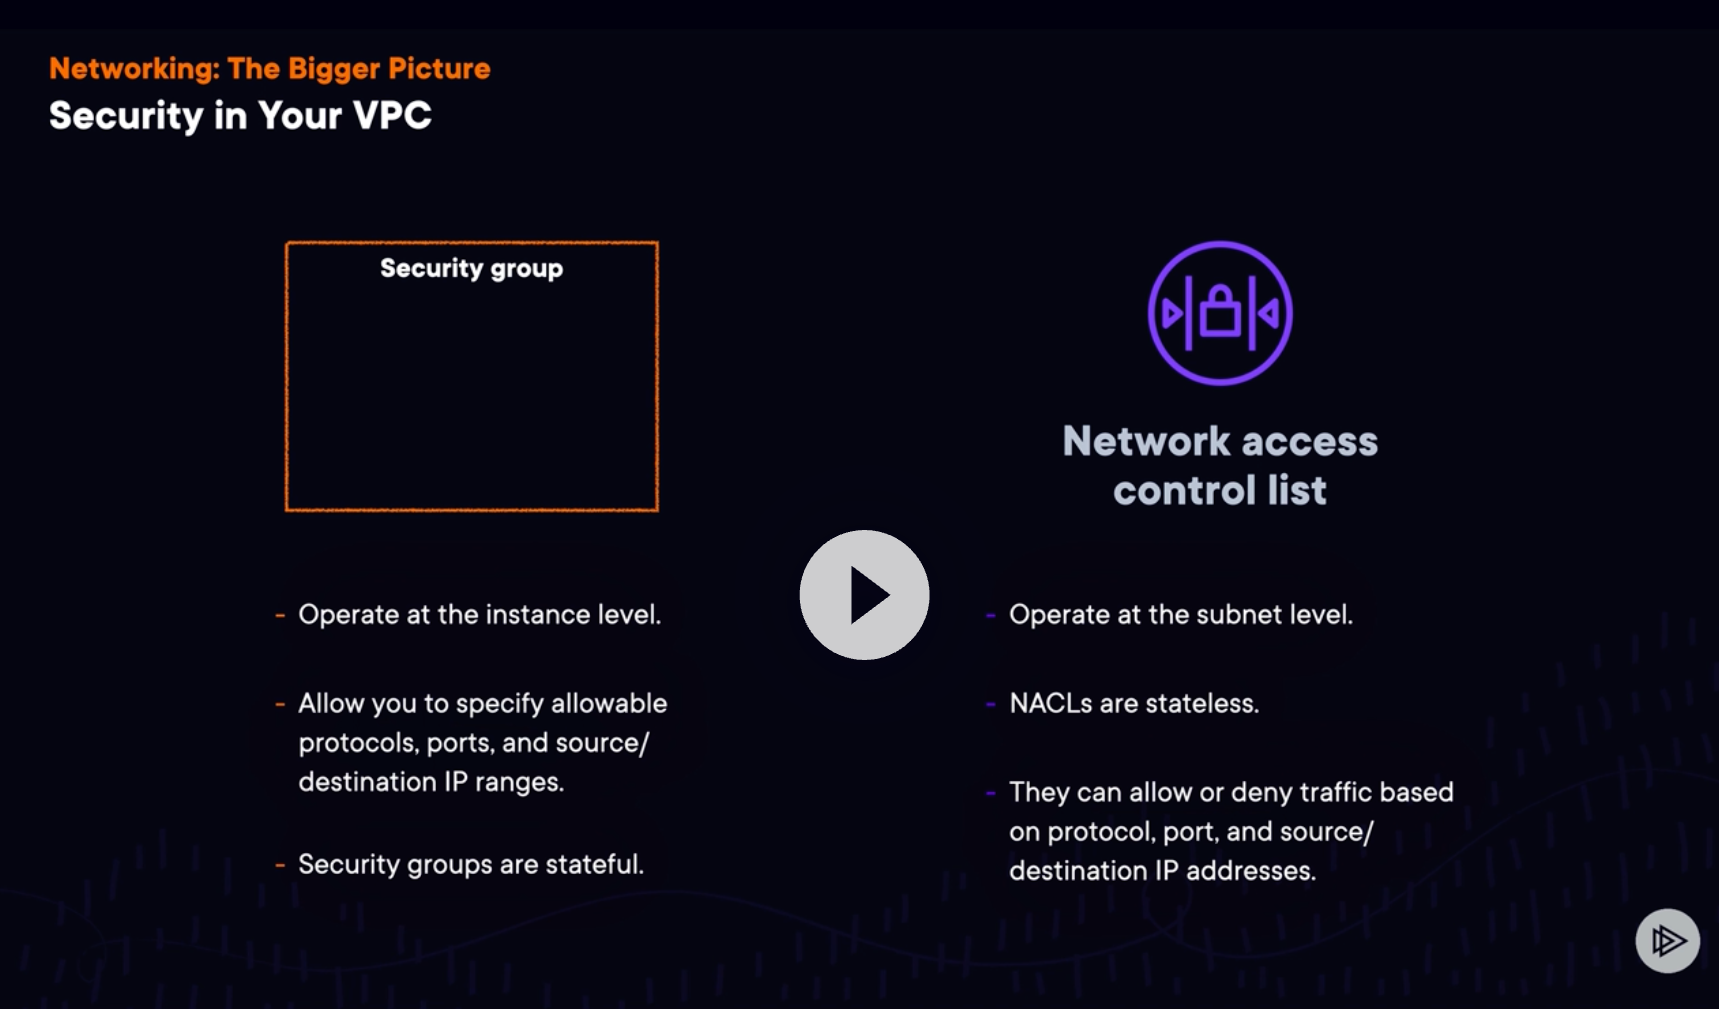 Networking: The Bigger Picture
Security in Your VPC
Security group
- Operate at the instance level.
- Allow you to specify allowable
protocols, ports, and source/
destination IP ranges.
- Security groups are stateful.
Network access
control list
- Operate at the subnet level.
- NACLs are stateless.
- They can allow or deny traffic based
on protocol, port, and source/
destination IP addresses.